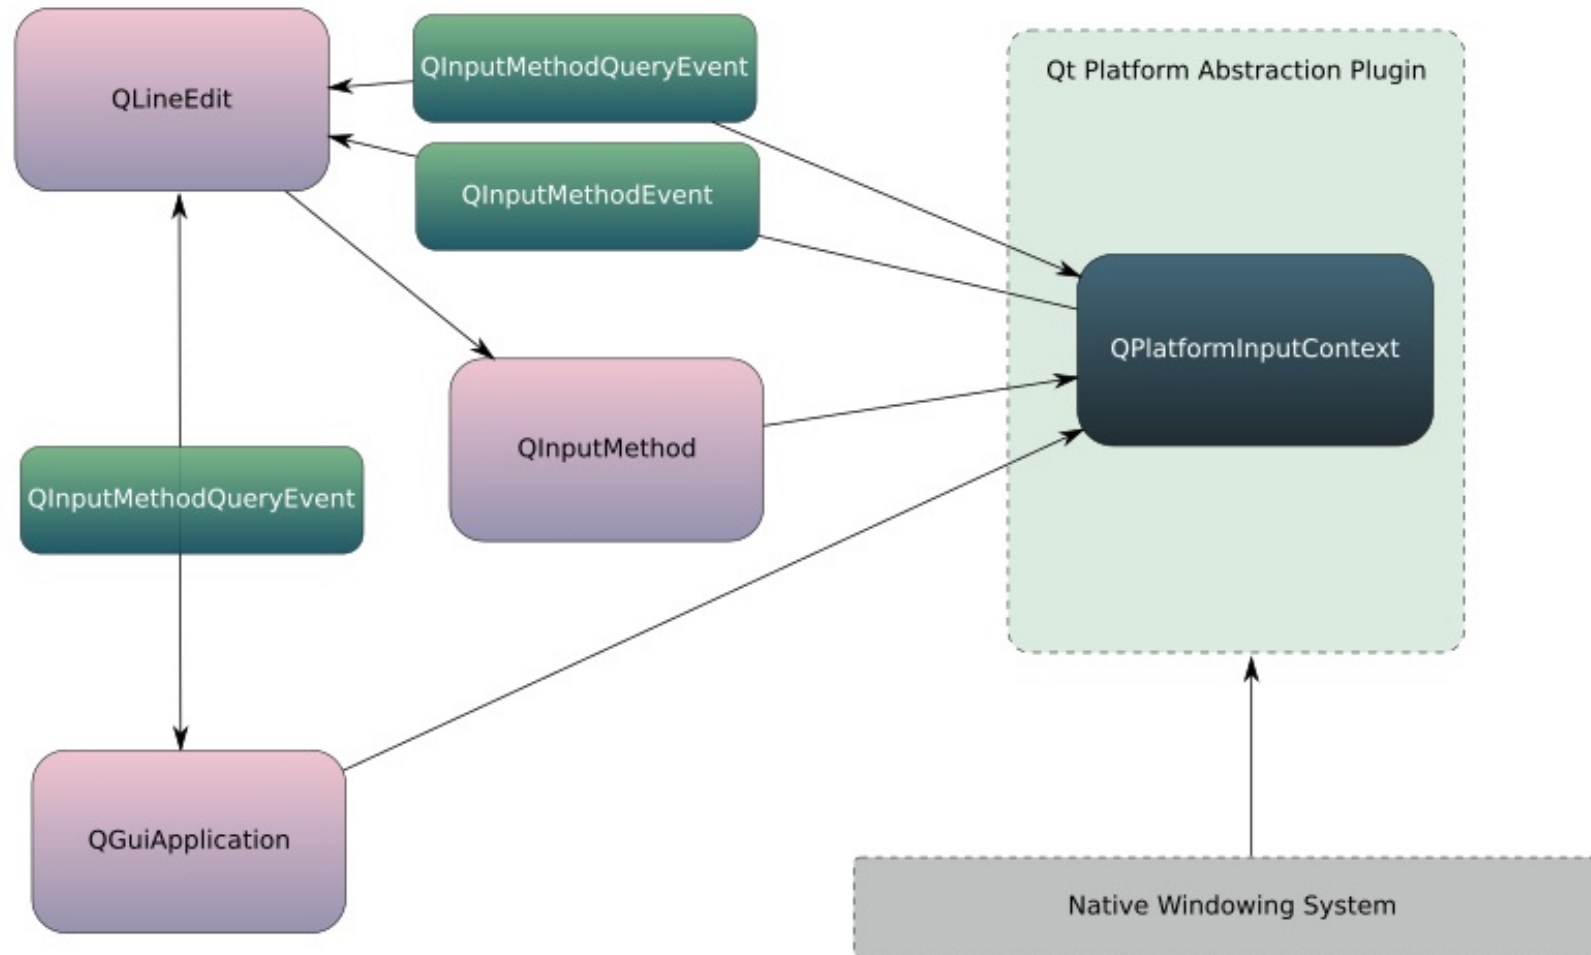 QInputMethodQueryEvent
Qt Platform Abstraction Plugin
QLineEdit
QInputMethodEvent
QPlatformInputContext
QInputMethod
QInputMethodQueryEvent
QGuiApplication
Native Windowing System